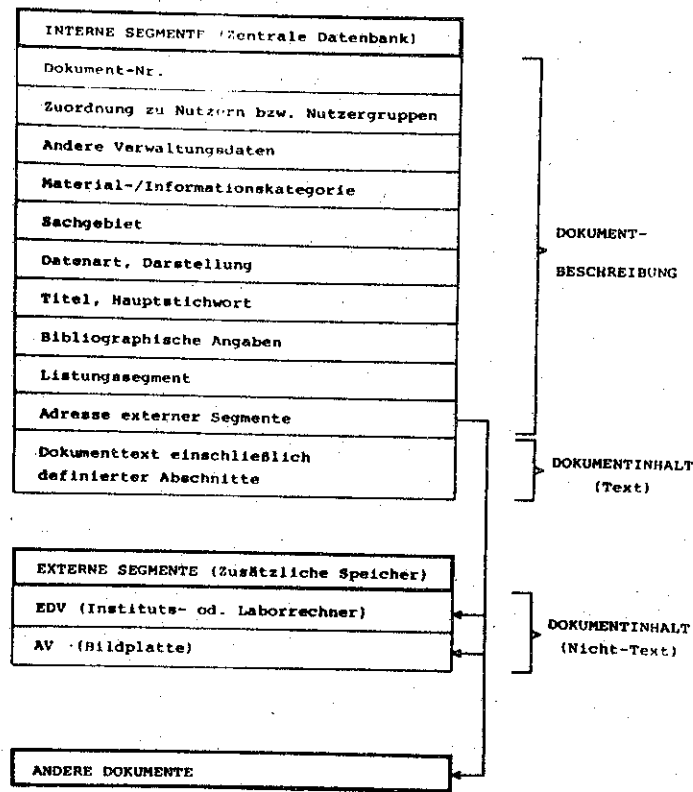 INTERNE SEGMENTE (Zentrale Datenbank)
Dokument-Nr.
Zuordnung zu Nutzern bzw. Nutzergruppen
Andere Verwaltungsdaten
Material-/Informationskategorie
Sachgebiet
Datenart, Darstellung
Titel, Hauptstichwort
Bibliographische Angaben
Listungssegment
Adresse externer Segmente
Dokumenttext einschließlich
definierter Abschnitte
DOKUMENT-
BESCHREIBUNG
DOKUMENTINHALT
(Text)
EXTERNE SEGMENTE (Zusätzliche Speicher)
EDV (Instituts- od. Laborrechner)
AV (Bildplatte)
DOKUMENTINHALT
(Nicht-Text)
ANDERE DOKUMENTE